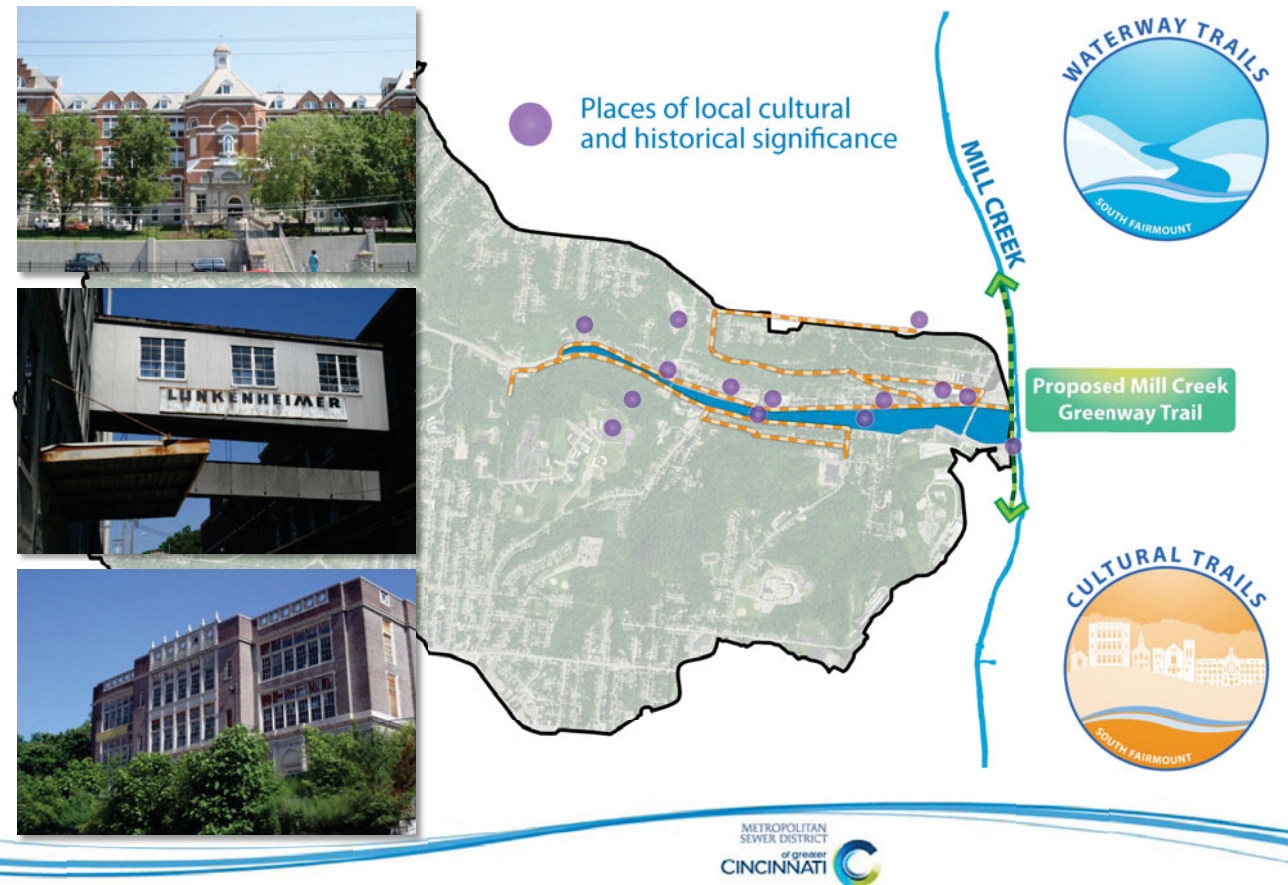 Places of local cultural
and historical significance
LUNKENHEIMER
MILL CREEK
Proposed Mill Creek
Greenway Trail
WATERWAY TRAILS
SOUTH FAIRMOUNT
CULTURAL TRAILS
SOUTH FAIRMOUNT
METROPOLITAN
SEWER DISTRICT
of greater
CINCINNATI